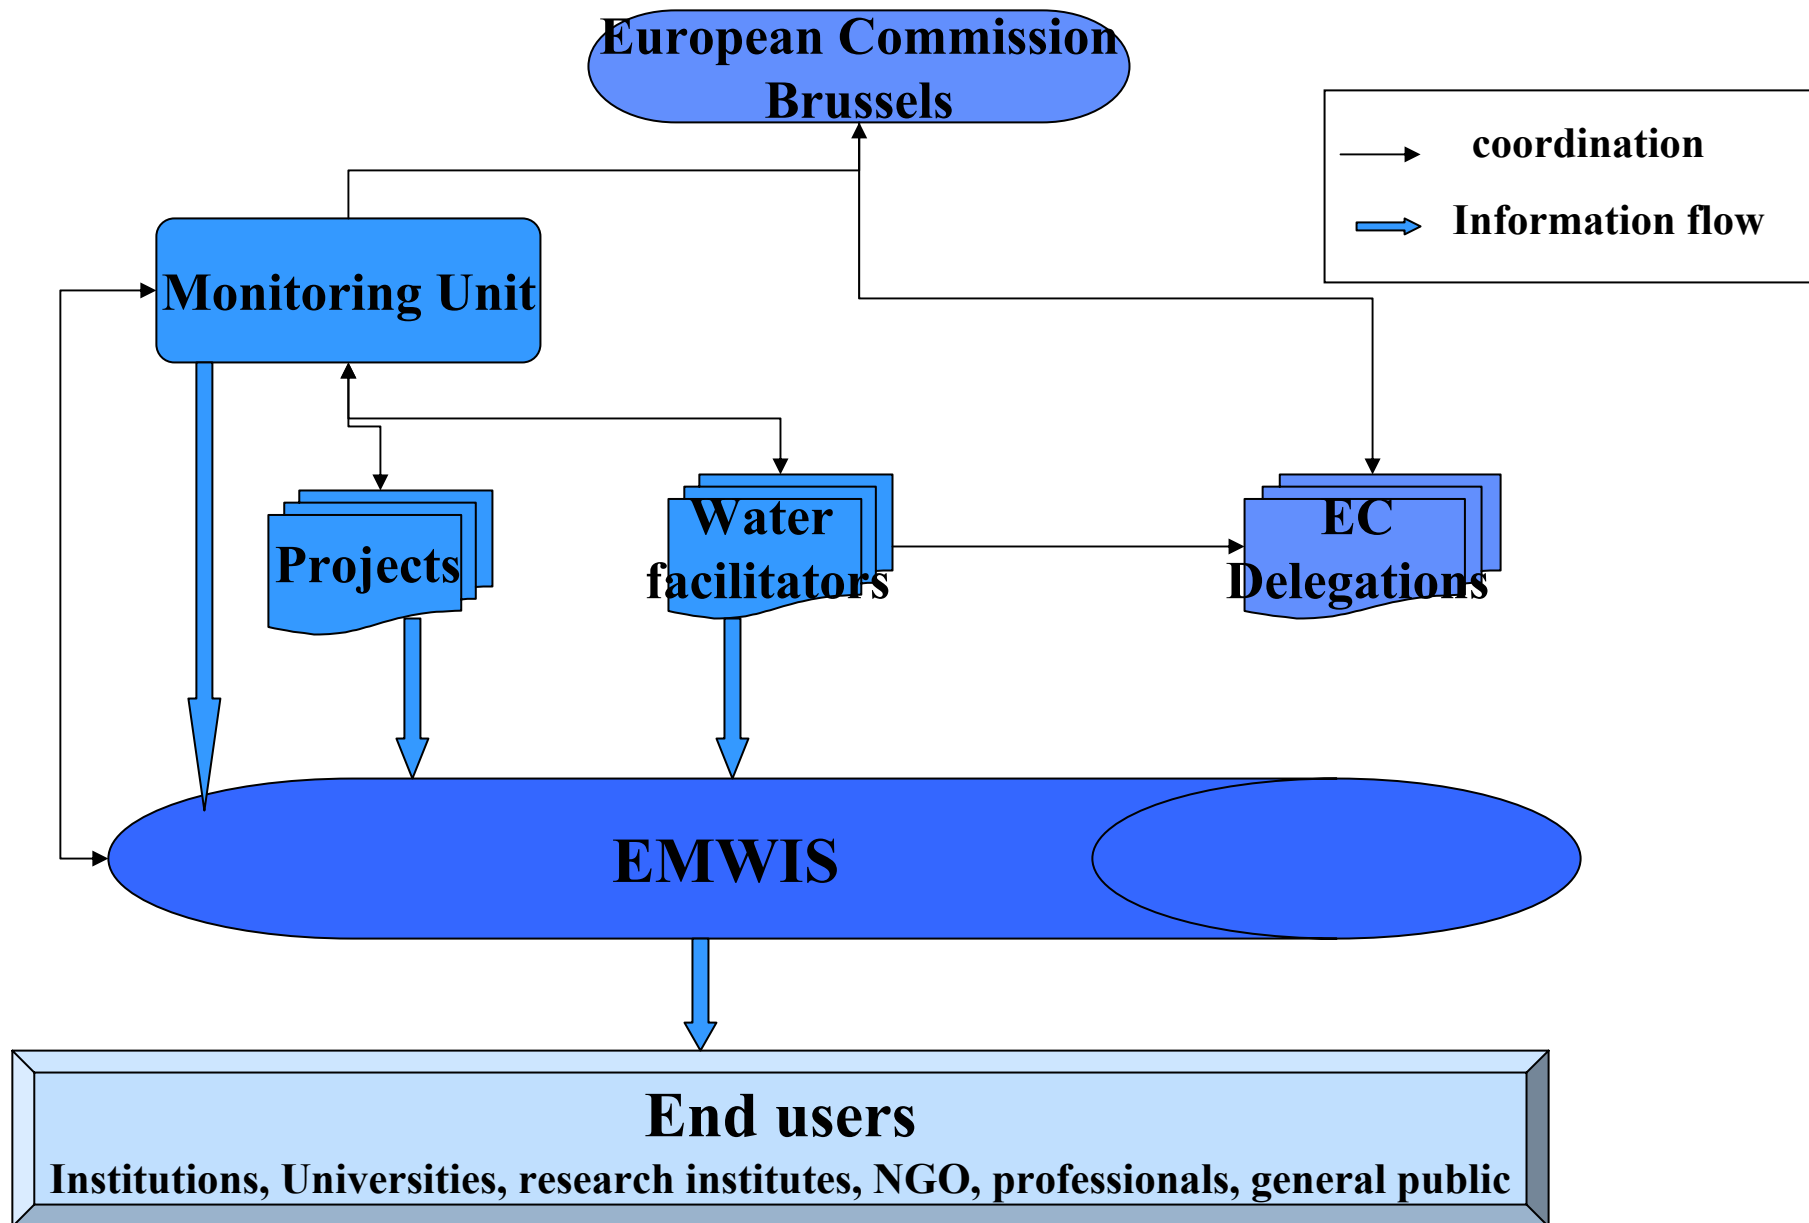 European Commission
Brussels
coordination
Information flow
Monitoring Unit
Projects
Water
facilitators
EC
Delegations
EMWIS
End users
Institutions, Universities, research institutes, NGO, professionals, general public